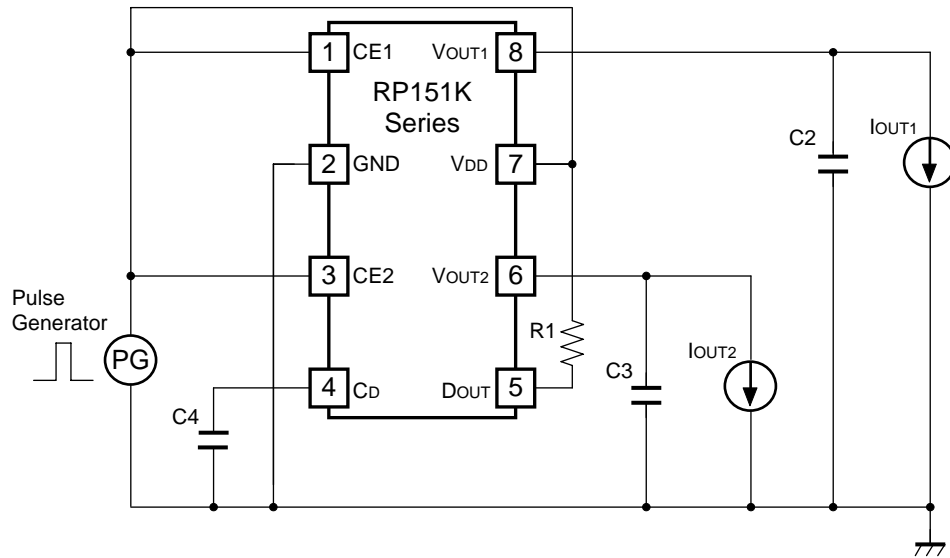 1 CE1
VOUT1 8
RP151K
Series
2 GND
VDD 7
C2
IOUT1
3 CE2
VOUT2 6
Pulse
Generator
PG
R1
C3
IOUT2
4 CD
DOUT 5
C4